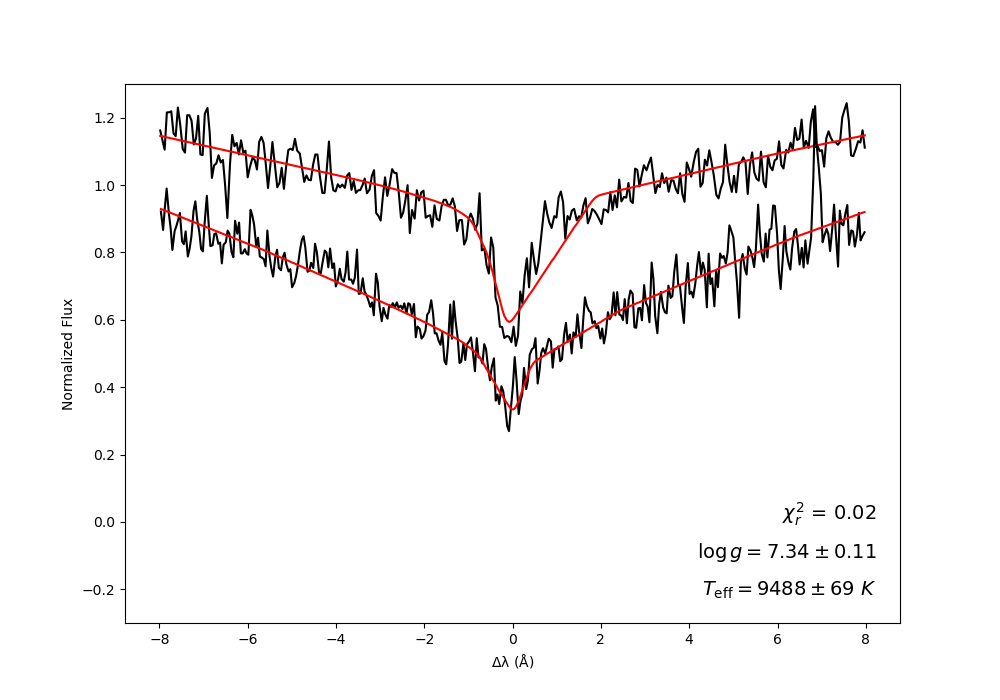 1.2
1.0
0.8
0.6
0.4
0.2
0.0
−0.2
Normalized Flux
χ²ᵣ = 0.02
log g = 7.34 ± 0.11
T_eff = 9488 ± 69 K
−8 −6 −4 −2 0 2 4 6 8
Δλ (Å)